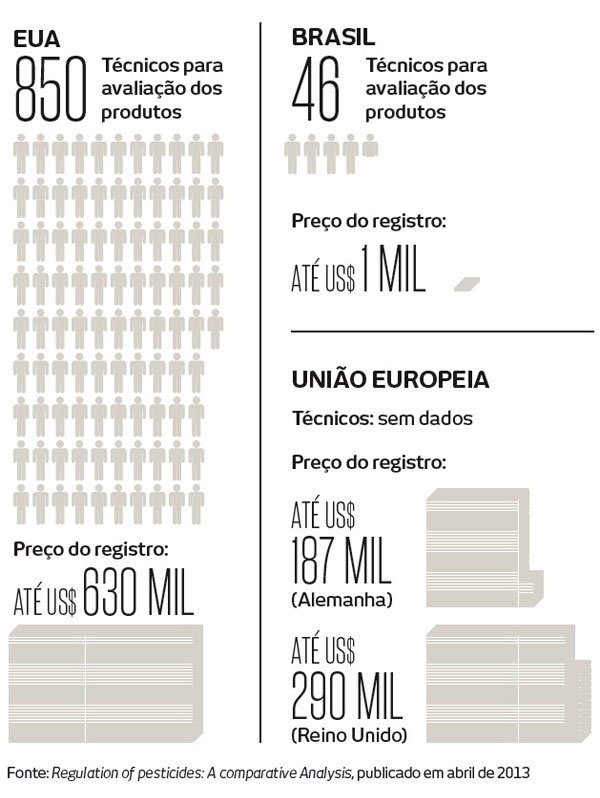 EUA
850
Técnicos para
avaliação dos
produtos
Preço do registro:
ATÉ US$ 630 MIL
BRASIL
46
Técnicos para
avaliação dos
produtos
Preço do registro:
ATÉ US$ 1 MIL
UNIÃO EUROPEIA
Técnicos: sem dados
Preço do registro:
ATÉ US$
187 MIL
(Alemanha)
ATÉ US$
290 MIL
(Reino Unido)
Fonte: Regulation of pesticides: A comparative Analysis, publicado em abril de 2013